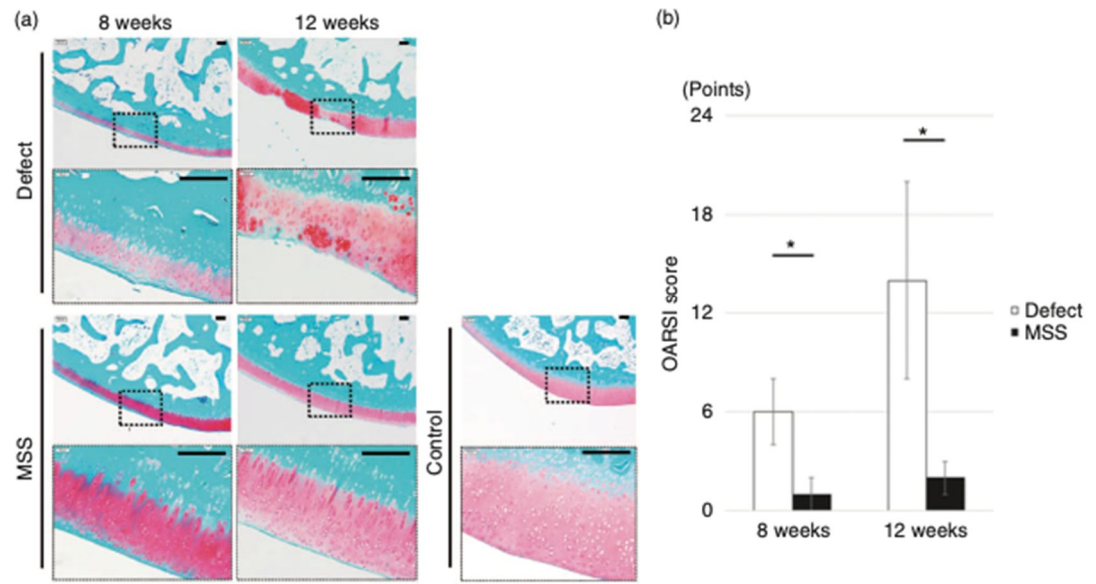 (a)
8 weeks
12 weeks
Defect
MSS
Control
(b)
(Points)
24
18
12
6
0
OARSI score
*
*
8 weeks
12 weeks
Defect
MSS